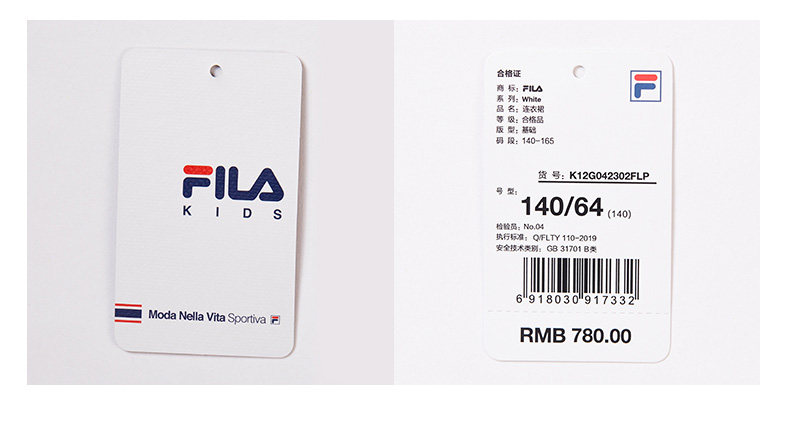 FILA
KIDS
Moda Nella Vita Sportiva
合格证
商 标: FILA
系 列: White
品 名: 连衣裙
等 级: 合格品
版 型: 基础
码 段: 140-165
货 号: K12G042302FLP
号 型:
140/64 (140)
检验员: No.04
执行标准: Q/FLTY 110-2019
安全技术类别: GB 31701 B类
6 918030 917332
RMB 780.00